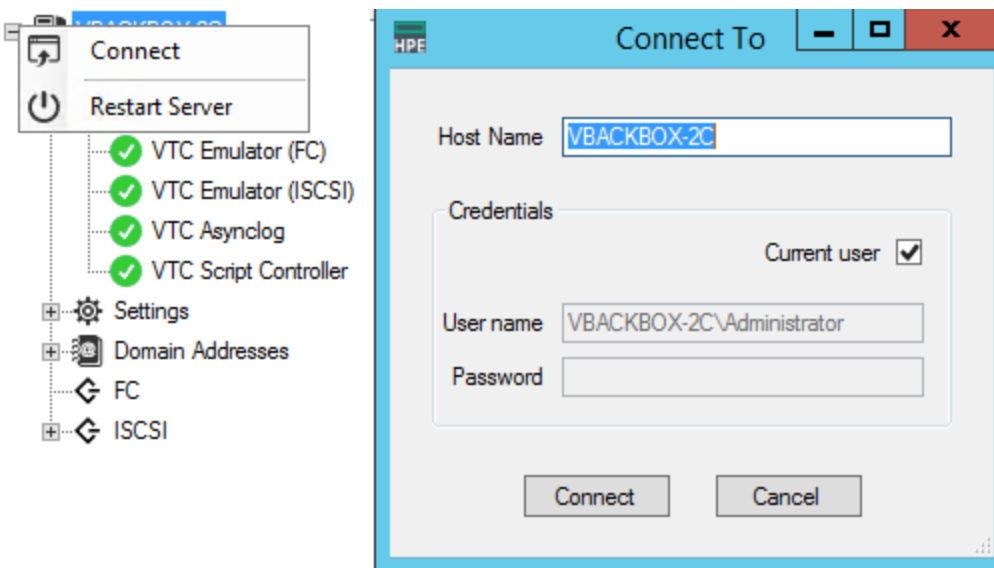 Connect
Restart Server
VTC Emulator (FC)
VTC Emulator (ISCSI)
VTC Asynclog
VTC Script Controller
Settings
Domain Addresses
FC
ISCSI
HPE
Connect To
Host Name VBACKBOX-2C
Credentials
Current user
User name VBACKBOX-2C\Administrator
Password
Connect Cancel